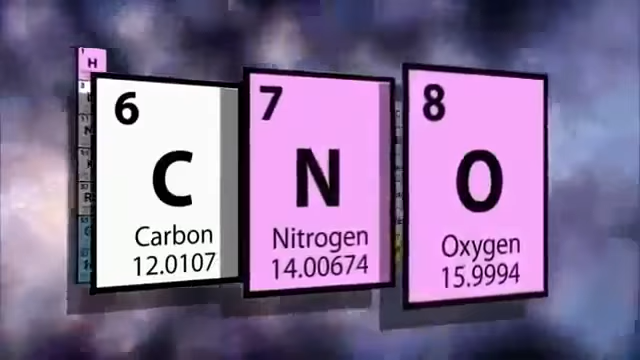 H
6
C
Carbon
12.0107
7
N
Nitrogen
14.00674
8
O
Oxygen
15.9994